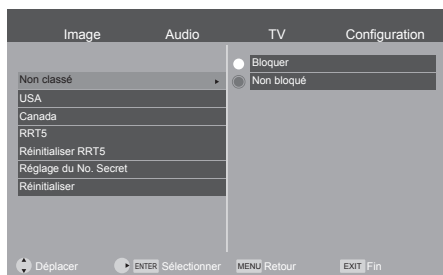 Image Audio TV Configuration
Non classé
USA
Canada
RRT5
Réinitialiser RRT5
Réglage du No. Secret
Réinitialiser
Bloquer
Non bloqué
Déplacer ENTER Sélectionner MENU Retour EXIT Fin